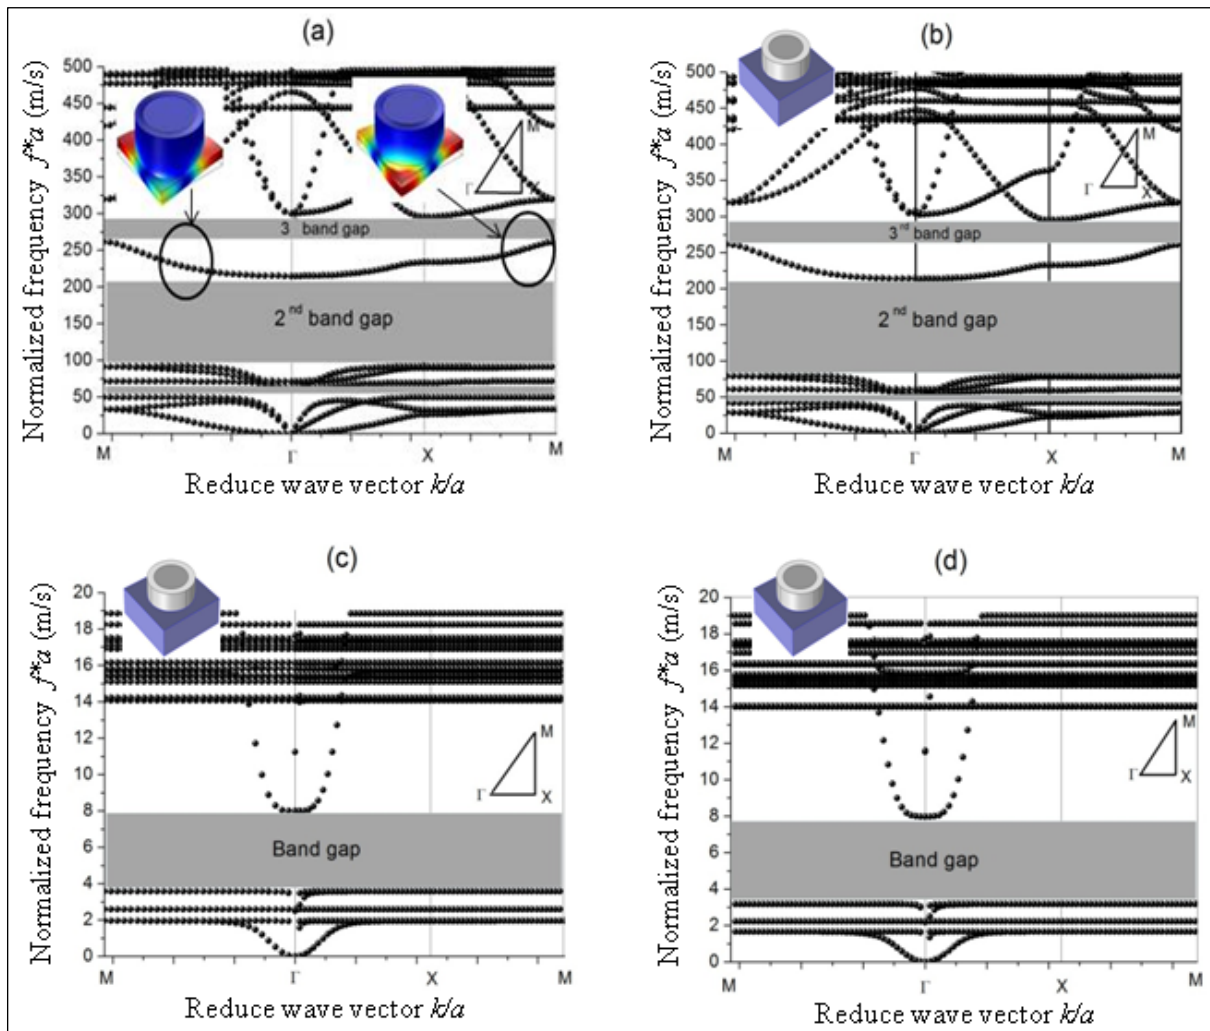 (a)
Normalized frequency f*a (m/s)
500
450
400
350
300
250
200
150
100
50
0
M
Γ
X
3 band gap
2nd band gap
M Γ X M
Reduce wave vector k/a
(b)
Normalized frequency f*a (m/s)
500
450
400
350
300
250
200
150
100
50
0
M
Γ
X
3rd band gap
2nd band gap
M Γ X M
Reduce wave vector k/a
(c)
Normalized frequency f*a (m/s)
20
18
16
14
12
10
8
6
4
2
0
M
Γ
X
Band gap
M Γ X M
Reduce wave vector k/a
(d)
Normalized frequency f*a (m/s)
20
18
16
14
12
10
8
6
4
2
0
M
Γ
X
Band gap
M Γ X M
Reduce wave vector k/a